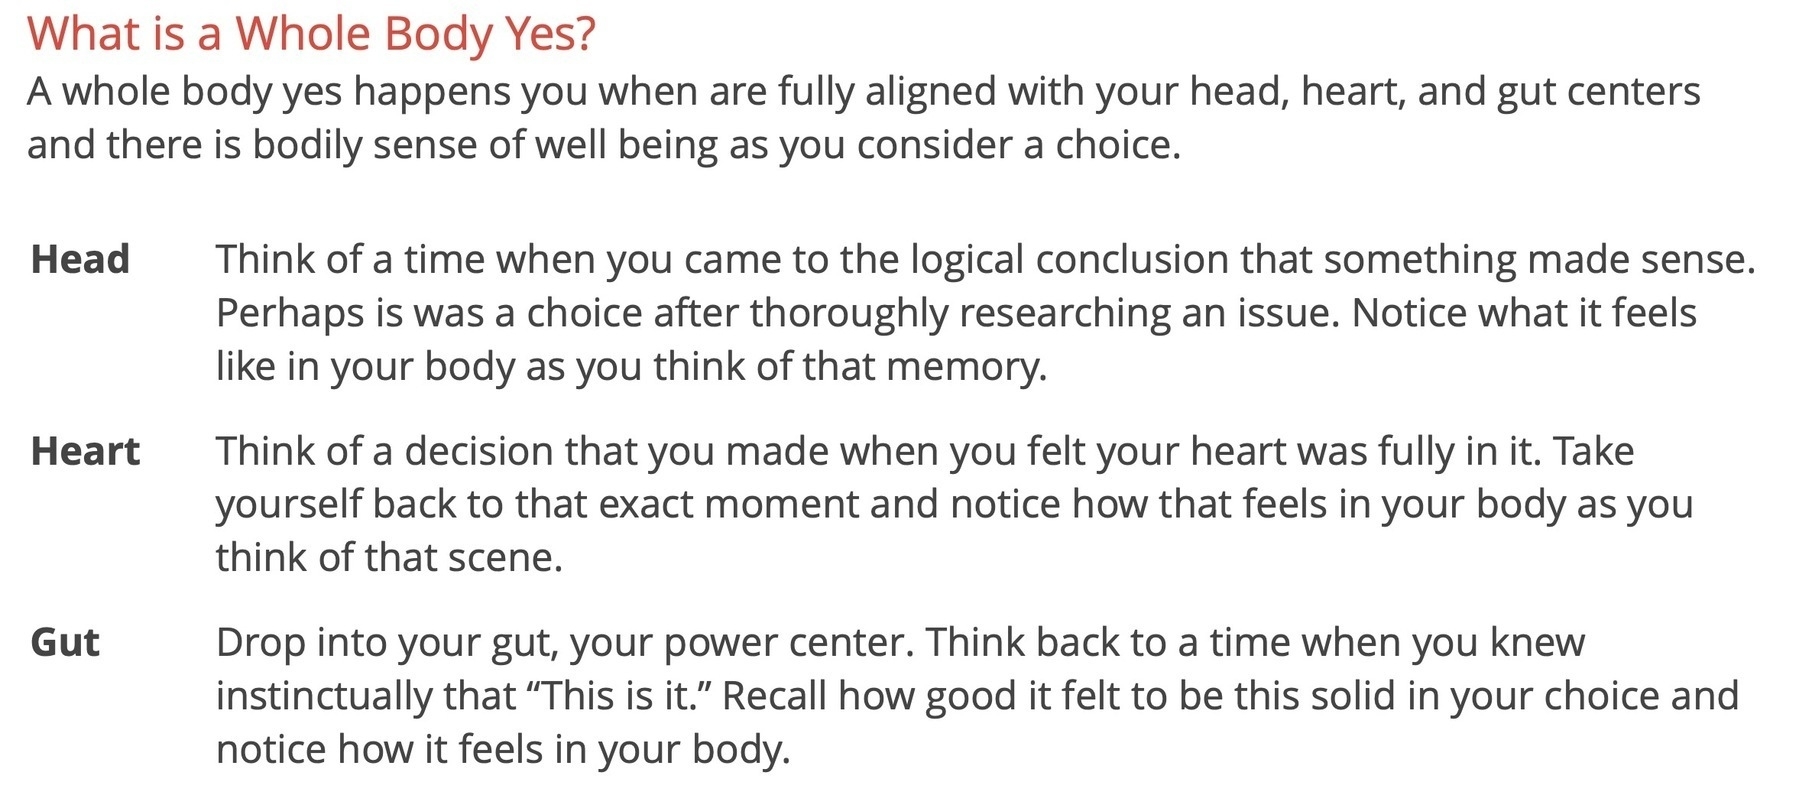 What is a Whole Body Yes?
A whole body yes happens you when are fully aligned with your head, heart, and gut centers
and there is bodily sense of well being as you consider a choice.
Head Think of a time when you came to the logical conclusion that something made sense.
Perhaps is was a choice after thoroughly researching an issue. Notice what it feels
like in your body as you think of that memory.
Heart Think of a decision that you made when you felt your heart was fully in it. Take
yourself back to that exact moment and notice how that feels in your body as you
think of that scene.
Gut Drop into your gut, your power center. Think back to a time when you knew
instinctually that “This is it.” Recall how good it felt to be this solid in your choice and
notice how it feels in your body.